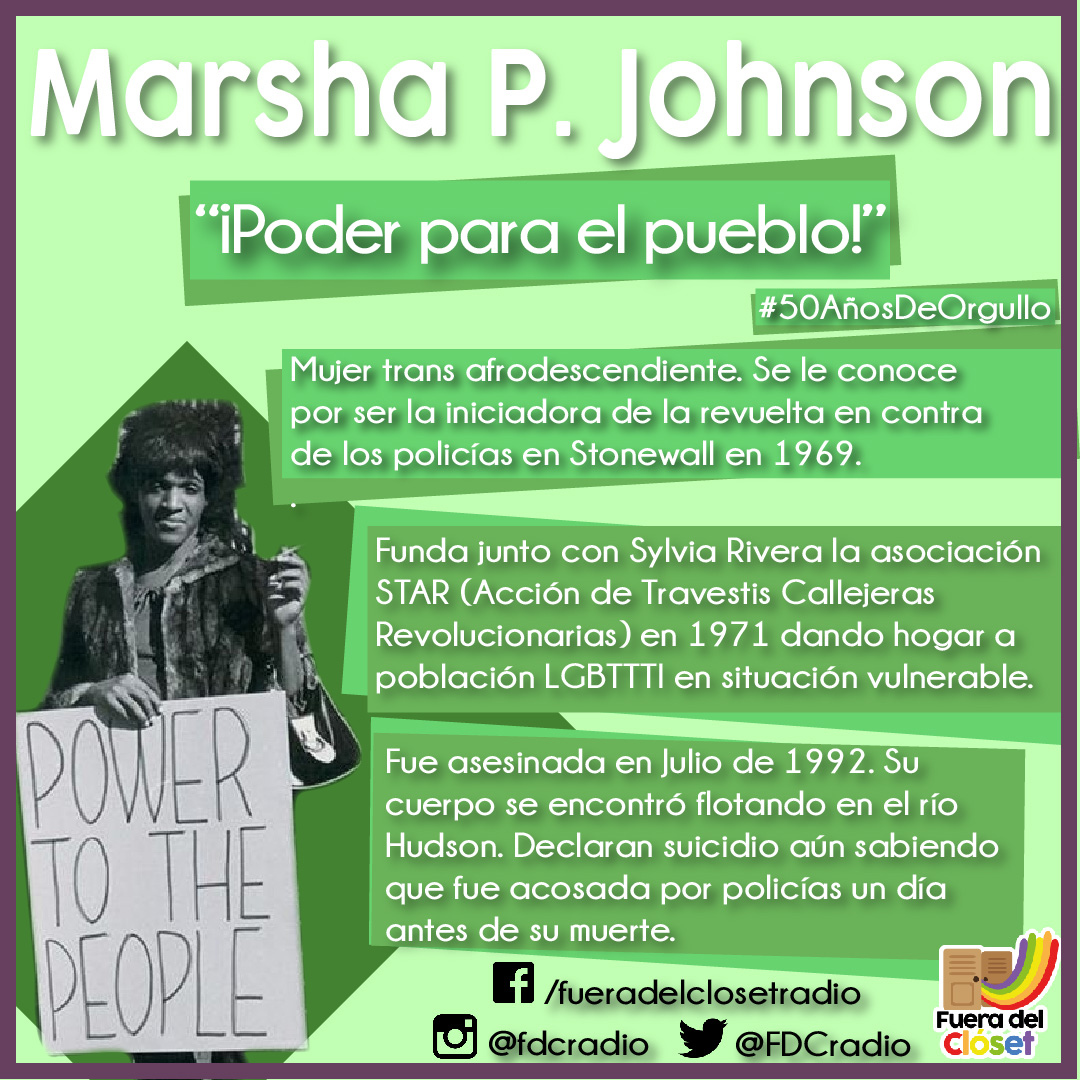 Marsha P. Johnson
“¡Poder para el pueblo!”
#50AñosDeOrgullo
Mujer trans afrodescendiente. Se le conoce
por ser la iniciadora de la revuelta en contra
de los policías en Stonewall en 1969.
.
Funda junto con Sylvia Rivera la asociación
STAR (Acción de Travestis Callejeras
Revolucionarias) en 1971 dando hogar a
población LGBTTTI en situación vulnerable.
Fue asesinada en Julio de 1992. Su
cuerpo se encontró flotando en el río
Hudson. Declaran suicidio aún sabiendo
que fue acosada por policías un día
antes de su muerte.
POWER
TO THE
PEOPLE
/fueradelclosetradio
@fdcradio @FDCradio
Fuera del
clóset